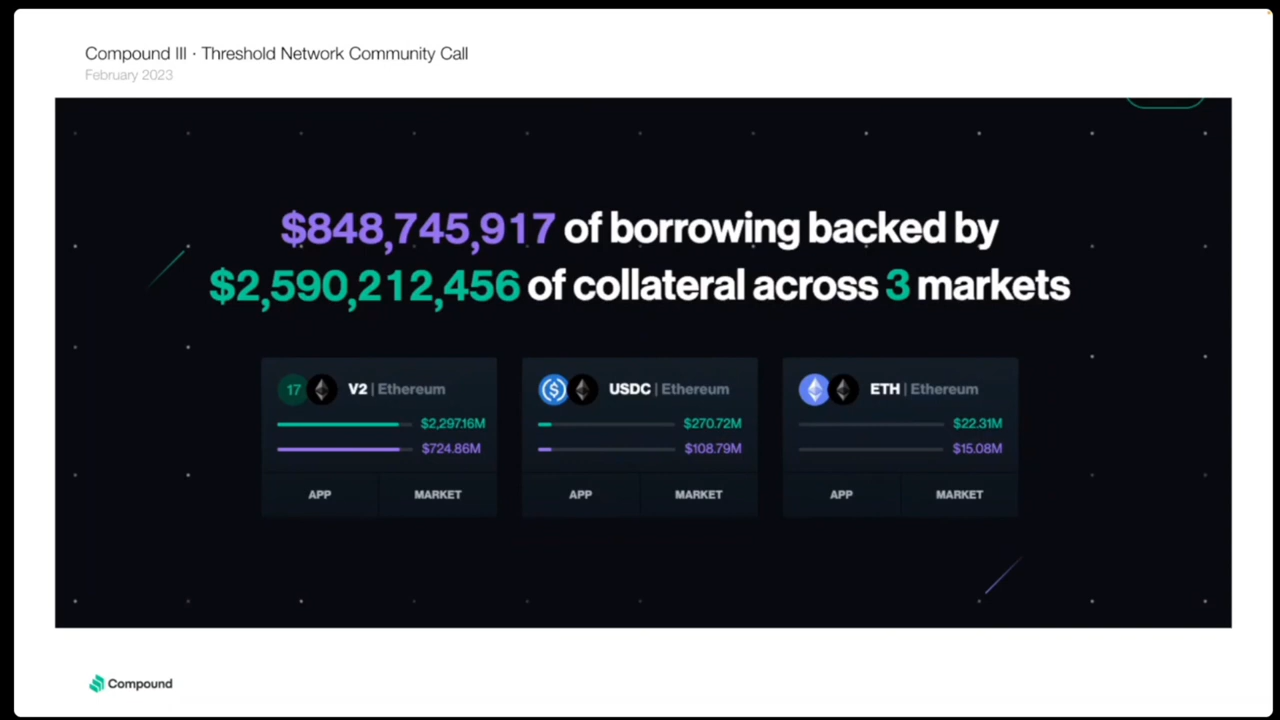 Compound III · Threshold Network Community Call
February 2023
$848,745,917 of borrowing backed by
$2,590,212,456 of collateral across 3 markets
17 V2 | Ethereum
$2,297.16M
$724.86M
APP MARKET
USDC | Ethereum
$270.72M
$108.79M
APP MARKET
ETH | Ethereum
$22.31M
$15.08M
APP MARKET
Compound